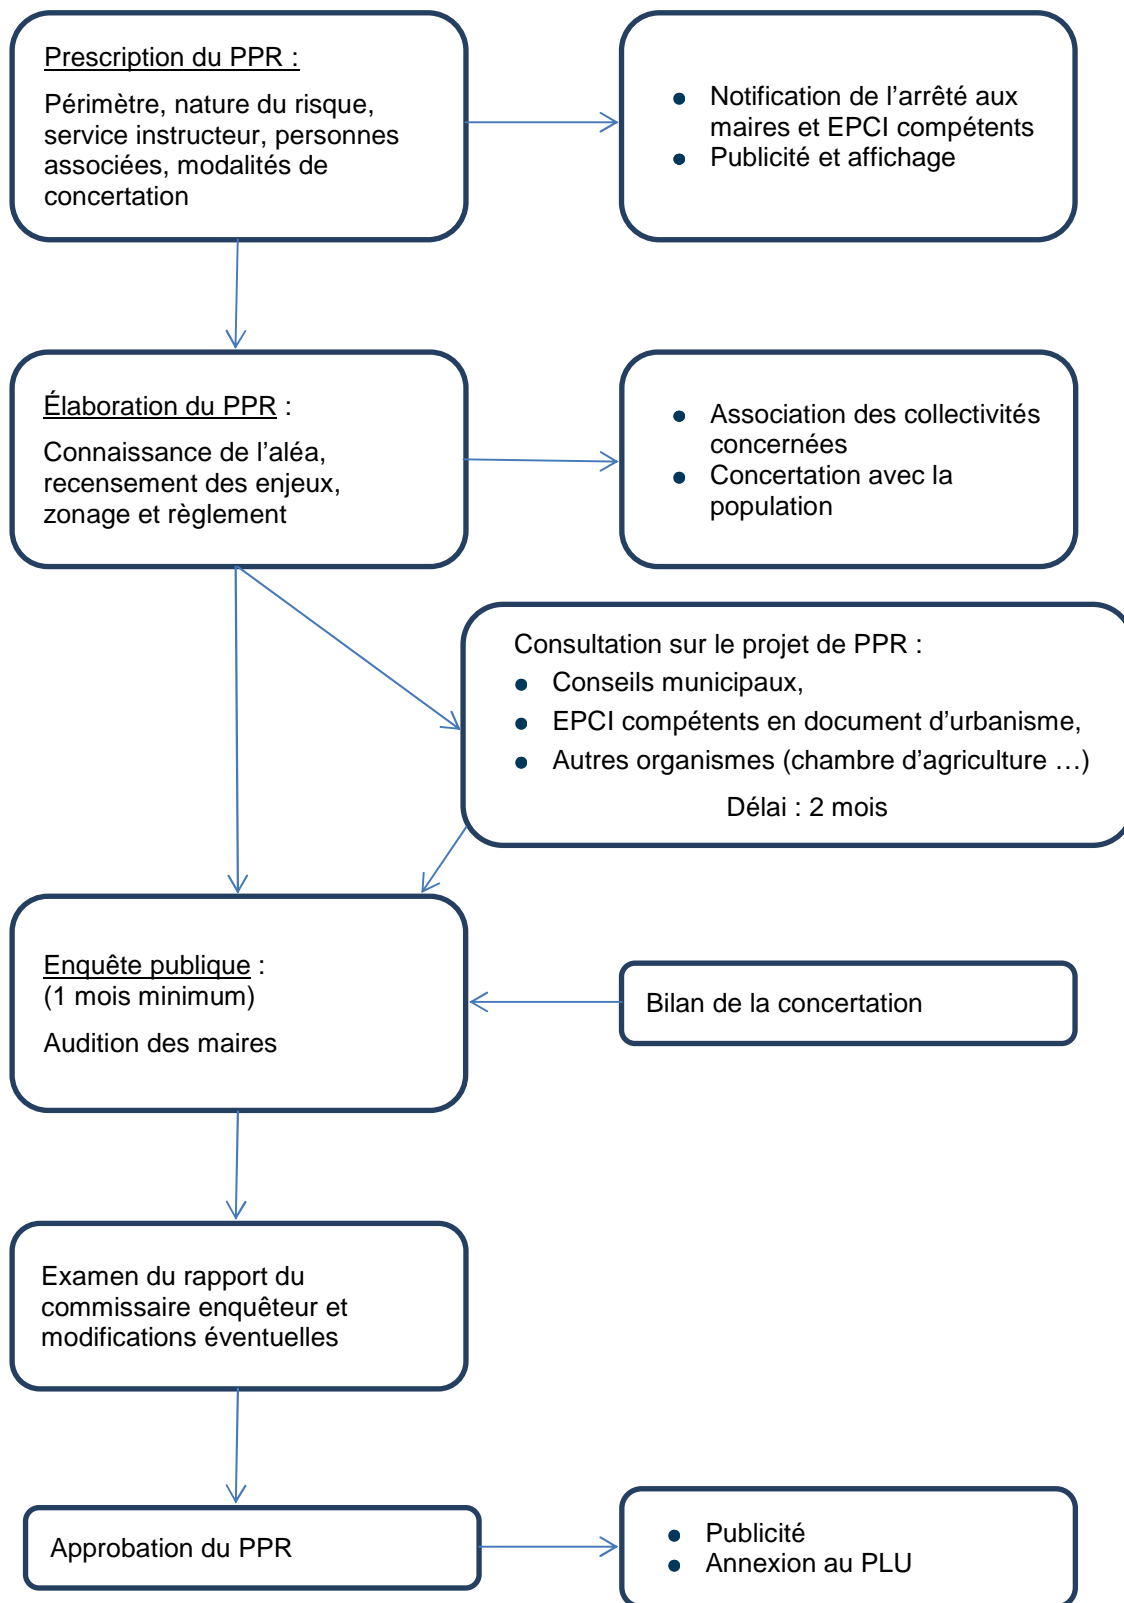 Prescription du PPR :
Périmètre, nature du risque,
service instructeur, personnes
associées, modalités de
concertation
● Notification de l’arrêté aux
maires et EPCI compétents
● Publicité et affichage
Élaboration du PPR :
Connaissance de l’aléa,
recensement des enjeux,
zonage et règlement
● Association des collectivités
concernées
● Concertation avec la
population
Consultation sur le projet de PPR :
● Conseils municipaux,
● EPCI compétents en document d’urbanisme,
● Autres organismes (chambre d’agriculture …)
Délai : 2 mois
Enquête publique :
(1 mois minimum)
Audition des maires
Bilan de la concertation
Examen du rapport du
commissaire enquêteur et
modifications éventuelles
Approbation du PPR
● Publicité
● Annexion au PLU